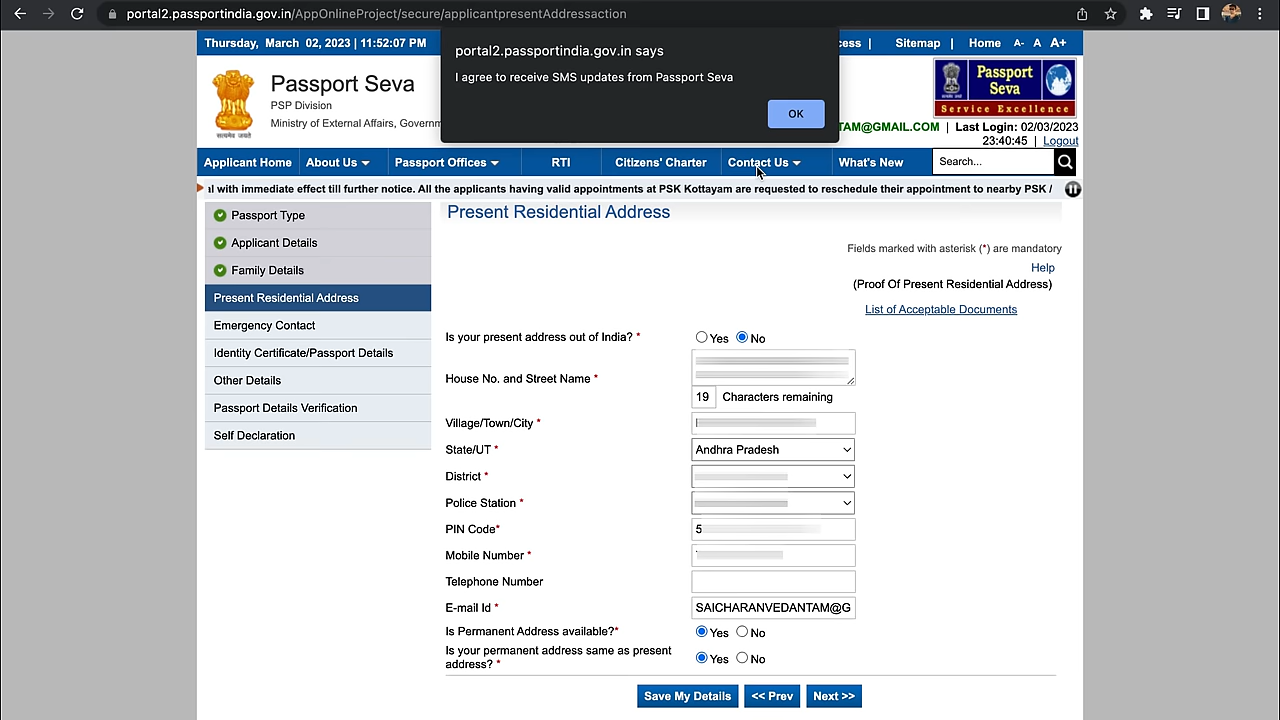 portal2.passportindia.gov.in/AppOnlineProject/secure/applicantpresentAddressaction
Thursday, March 02, 2023 | 11:52:07 PM
cess | Sitemap | Home A- A A+
portal2.passportindia.gov.in says
I agree to receive SMS updates from Passport Seva
OK
Passport Seva
PSP Division
Ministry of External Affairs, Governm
सत्यमेव जयते
Passport
Seva
Service Excellence
TAM@GMAIL.COM | Last Login: 02/03/2023
23:40:45 | Logout
Applicant Home About Us Passport Offices RTI Citizens' Charter Contact Us What's New Search...
al with immediate effect till further notice. All the applicants having valid appointments at PSK Kottayam are requested to reschedule their appointment to nearby PSK /
Passport Type
Applicant Details
Family Details
Present Residential Address
Emergency Contact
Identity Certificate/Passport Details
Other Details
Passport Details Verification
Self Declaration
Present Residential Address
Fields marked with asterisk (*) are mandatory
Help
(Proof Of Present Residential Address)
List of Acceptable Documents
Is your present address out of India? * Yes No
House No. and Street Name *
19 Characters remaining
Village/Town/City *
State/UT * Andhra Pradesh
District *
Police Station *
PIN Code* 5
Mobile Number *
Telephone Number
E-mail Id * SAICHARANVEDANTAM@G
Is Permanent Address available?* Yes No
Is your permanent address same as present
address? * Yes No
Save My Details << Prev Next >>